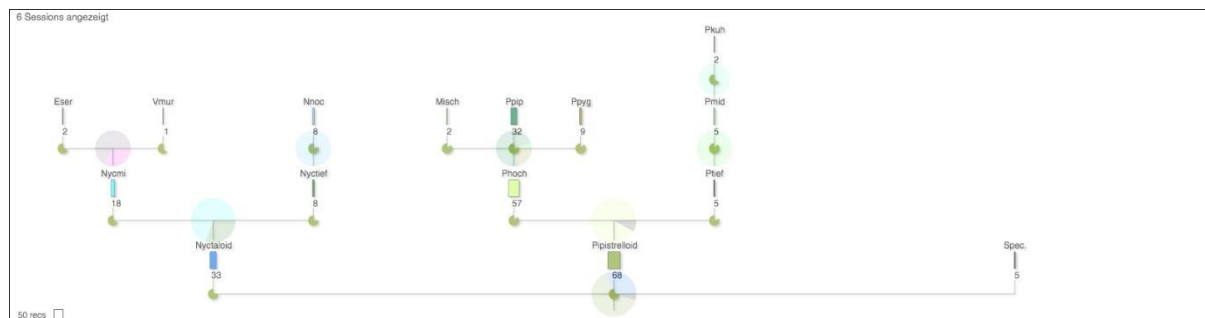 6 Sessions angezeigt
Pkuh
2
Eser Vmur Nnoc Misch Ppip Ppyg Pmid
2 1 8 2 32 9 5
Nycmi Nyctief Phoch Ptief
18 8 57 5
Nyctaloid Pipistrelloid Spec.
33 68 5
50 recs